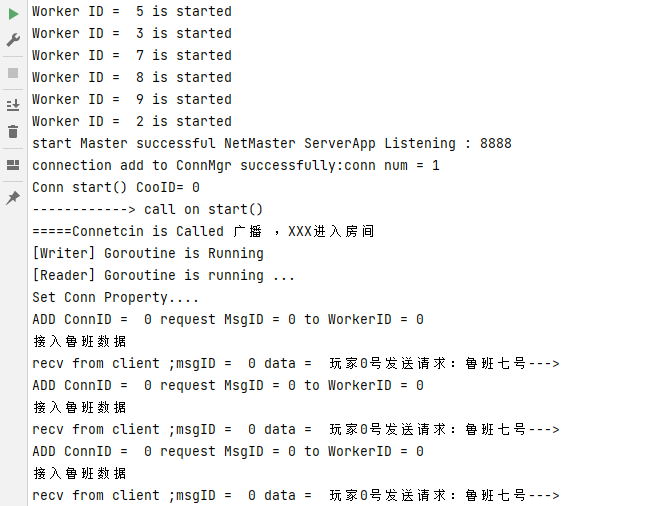 Worker ID =  5 is started
Worker ID =  3 is started
Worker ID =  7 is started
Worker ID =  8 is started
Worker ID =  9 is started
Worker ID =  2 is started
start Master successful NetMaster ServerApp Listening : 8888
connection add to ConnMgr successfully:conn num = 1
Conn start() CooID= 0
------------> call on start()
=====Connetcin is Called 广播 ，XXX进入房间
[Writer] Goroutine is Running
[Reader] Goroutine is running ...
Set Conn Property....
ADD ConnID =  0 request MsgID = 0 to WorkerID = 0
接入鲁班数据
recv from client ;msgID =  0 data =  玩家0号发送请求：鲁班七号--->
ADD ConnID =  0 request MsgID = 0 to WorkerID = 0
接入鲁班数据
recv from client ;msgID =  0 data =  玩家0号发送请求：鲁班七号--->
ADD ConnID =  0 request MsgID = 0 to WorkerID = 0
接入鲁班数据
recv from client ;msgID =  0 data =  玩家0号发送请求：鲁班七号--->